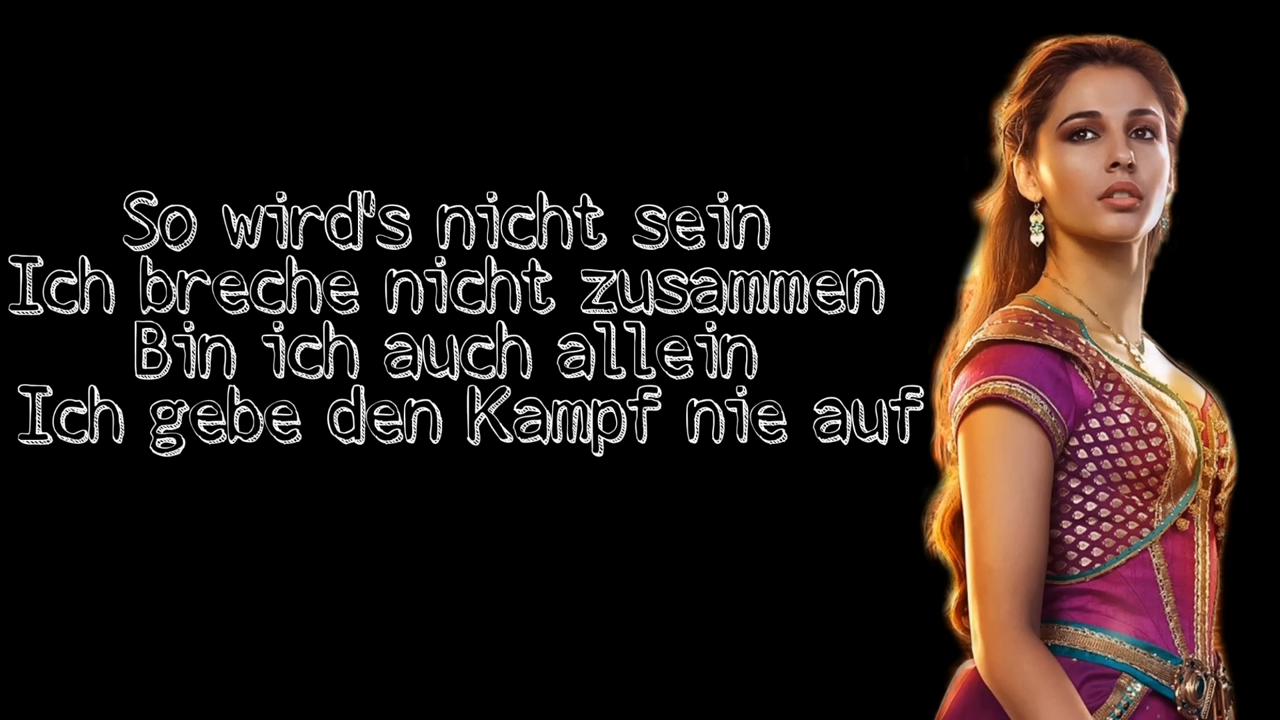 So wird's nicht sein
Ich breche nicht zusammen
Bin ich auch allein
Ich gebe den Kampf nie auf